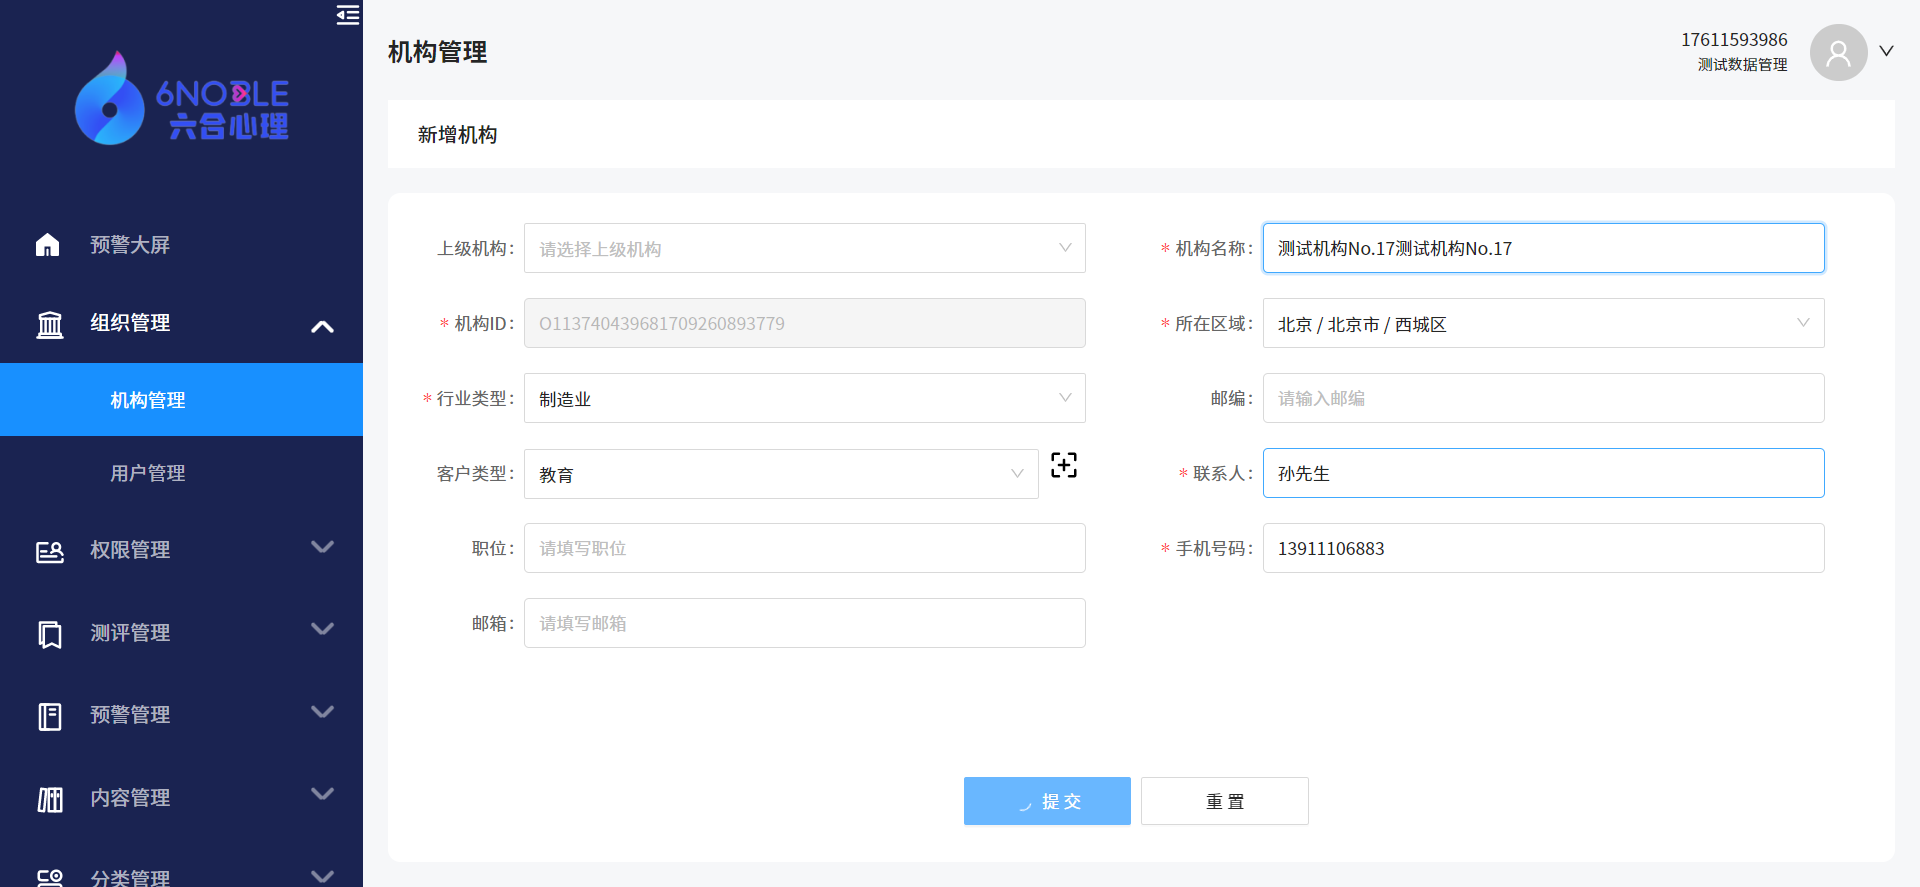 6NOBLE
六合心理
预警大屏
组织管理
机构管理
用户管理
权限管理
测评管理
预警管理
内容管理
分类管理
机构管理
17611593986
测试数据管理
新增机构
上级机构: 请选择上级机构
* 机构名称: 测试机构No.17测试机构No.17
* 机构ID: O113740439681709260893779
* 所在区域: 北京 / 北京市 / 西城区
* 行业类型: 制造业
邮编: 请输入邮编
客户类型: 教育
* 联系人: 孙先生
职位: 请填写职位
* 手机号码: 13911106883
邮箱: 请填写邮箱
提 交
重 置